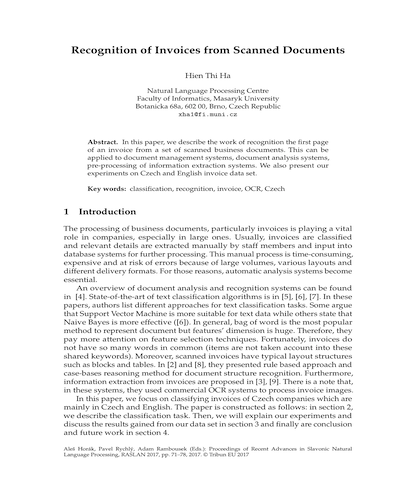 Recognition of Invoices from Scanned Documents
Hien Thi Ha
Natural Language Processing Centre
Faculty of Informatics, Masaryk University
Botanicka 68a, 602 00, Brno, Czech Republic
xha1@fi.muni.cz
Abstract. In this paper, we describe the work of recognition the first page
of an invoice from a set of scanned business documents. This can be
applied to document management systems, document analysis systems,
pre-processing of information extraction systems. We also present our
experiments on Czech and English invoice data set.
Key words: classification, recognition, invoice, OCR, Czech
1 Introduction
The processing of business documents, particularly invoices is playing a vital
role in companies, especially in large ones. Usually, invoices are classified
and relevant details are extracted manually by staff members and input into
database systems for further processing. This manual process is time-consuming,
expensive and at risk of errors because of large volumes, various layouts and
different delivery formats. For those reasons, automatic analysis systems become
essential.
An overview of document analysis and recognition systems can be found
in [4]. State-of-the-art of text classification algorithms is in [5], [6], [7]. In these
papers, authors list different approaches for text classification tasks. Some argue
that Support Vector Machine is more suitable for text data while others state that
Naive Bayes is more effective ([6]). In general, bag of word is the most popular
method to represent document but features' dimension is huge. Therefore, they
pay more attention on feature selection techniques. Fortunately, invoices do
not have so many words in common (items are not taken account into these
shared keywords). Moreover, scanned invoices have typical layout structures
such as blocks and tables. In [2] and [8], they presented rule based approach and
case-bases reasoning method for document structure recognition. Furthermore,
information extraction from invoices are proposed in [3], [9]. There is a note that,
in these systems, they used commercial OCR systems to process invoice images.
In this paper, we focus on classifying invoices of Czech companies which are
mainly in Czech and English. The paper is constructed as follows: in section 2,
we describe the classification task. Then, we will explain our experiments and
discuss the results gained from our data set in section 3 and finally are conclusion
and future work in section 4.
Aleš Horák, Pavel Rychlý, Adam Rambousek (Eds.): Proceedings of Recent Advances in Slavonic Natural
Language Processing, RASLAN 2017, pp. 71–78, 2017. © Tribun EU 2017